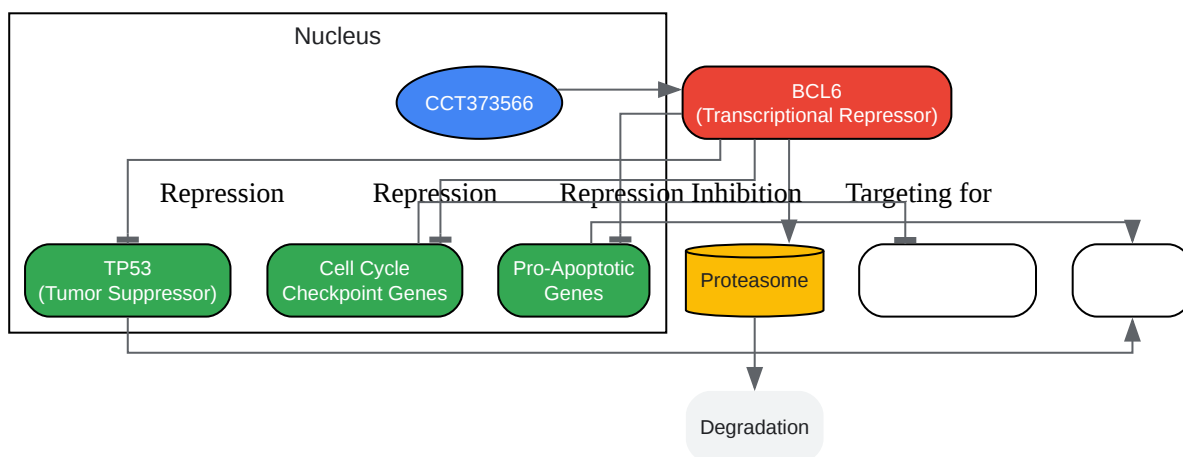 Nucleus
CCT373566
BCL6
(Transcriptional Repressor)
Repression
Repression
Repression
Inhibition
Targeting for
TP53
(Tumor Suppressor)
Cell Cycle
Checkpoint Genes
Pro-Apoptotic
Genes
Proteasome
Degradation